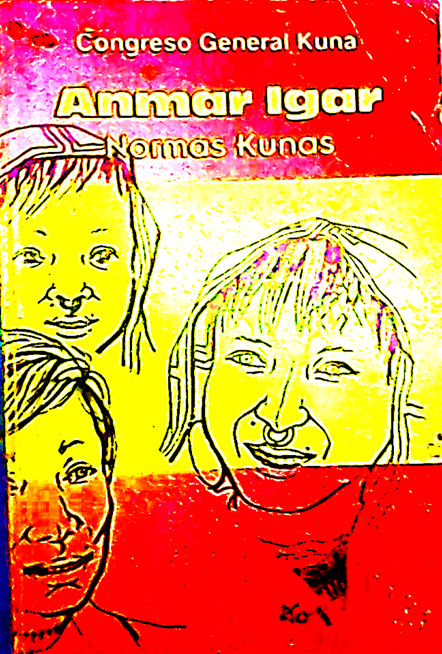 Congreso General Kuna
Anmar Igar
Normas Kunas